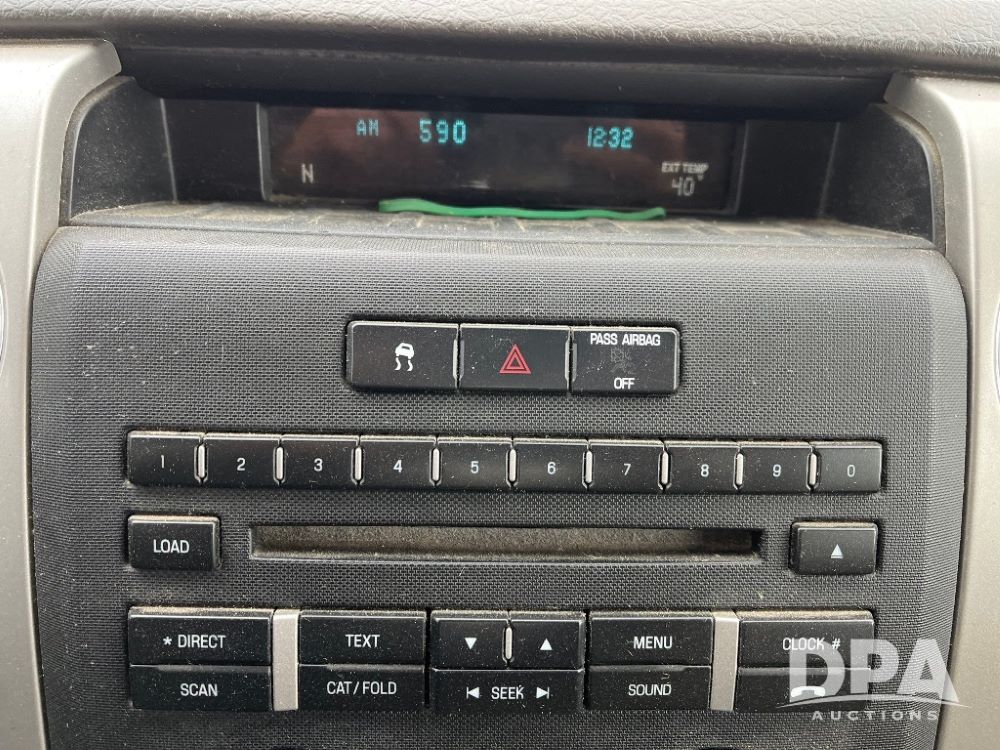 AM 590 12:32
N EXT TEMP
40°
PASS AIRBAG
OFF
1 2 3 4 5 6 7 8 9 0
LOAD
* DIRECT TEXT MENU CLOCK #
SCAN CAT/FOLD SEEK SOUND
DPA
AUCTIONS